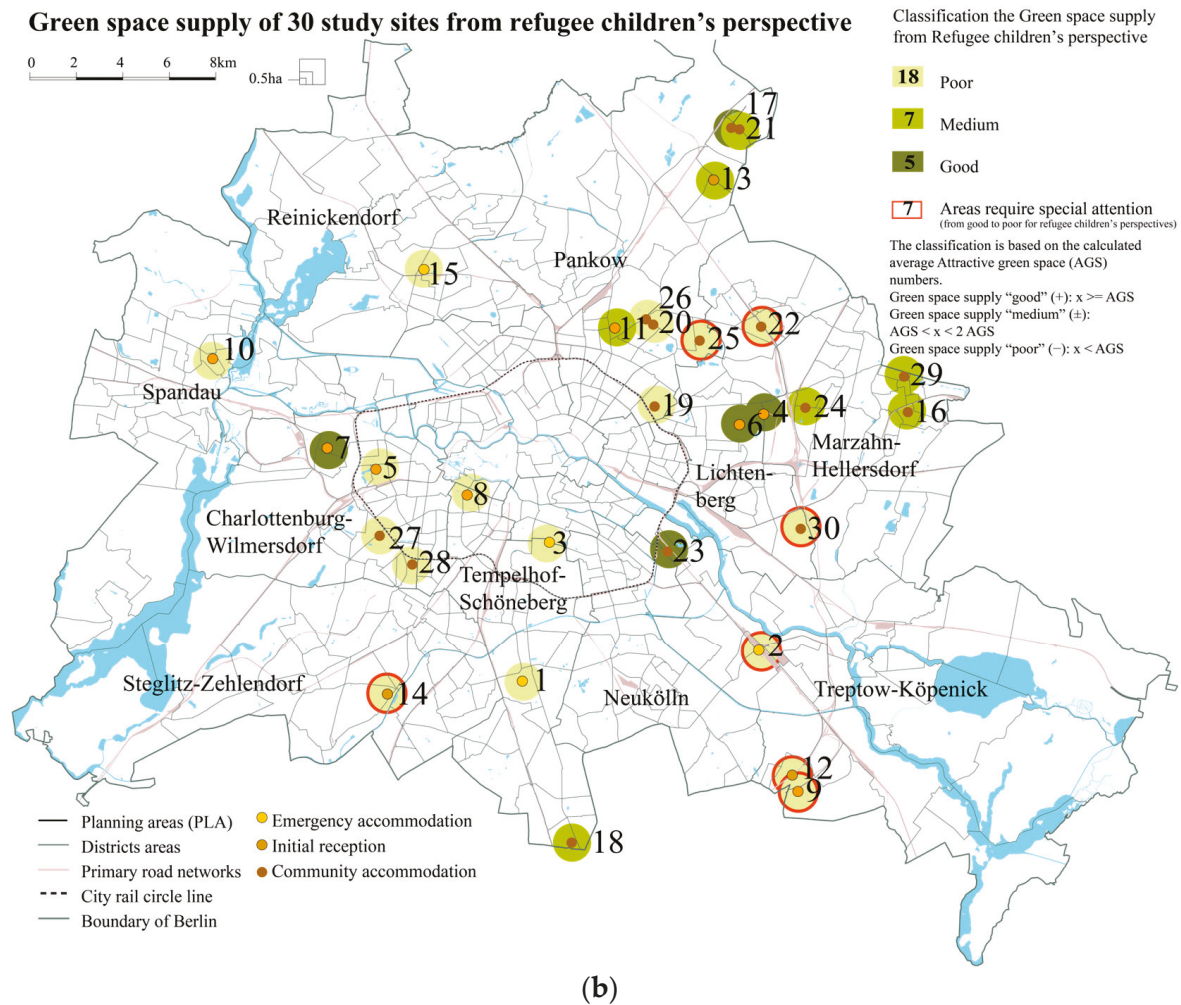 Green space supply of 30 study sites from refugee children’s perspective
0 2 4 6 8km
0.5ha
Classification the Green space supply
from Refugee children’s perspective
18 Poor
7 Medium
5 Good
7 Areas require special attention
(from good to poor for refugee children’s perspectives)
The classification is based on the calculated
average Attractive green space (AGS)
numbers.
Green space supply “good” (+): x >= AGS
Green space supply “medium” (±):
AGS < x < 2 AGS
Green space supply “poor” (−): x < AGS
17
21
13
Reinickendorf
Pankow
15
26
11
20
25
22
10
Spandau
29
19
4
24
16
6
Marzahn-
Hellersdorf
7
5
Lichten-
berg
8
Charlottenburg-
Wilmersdorf
27
3
23
30
28
Tempelhof-
Schöneberg
2
Steglitz-Zehlendorf
14
1
Neukölln
Treptow-Köpenick
12
9
18
Planning areas (PLA)
Districts areas
Primary road networks
City rail circle line
Boundary of Berlin
Emergency accommodation
Initial reception
Community accommodation
(b)